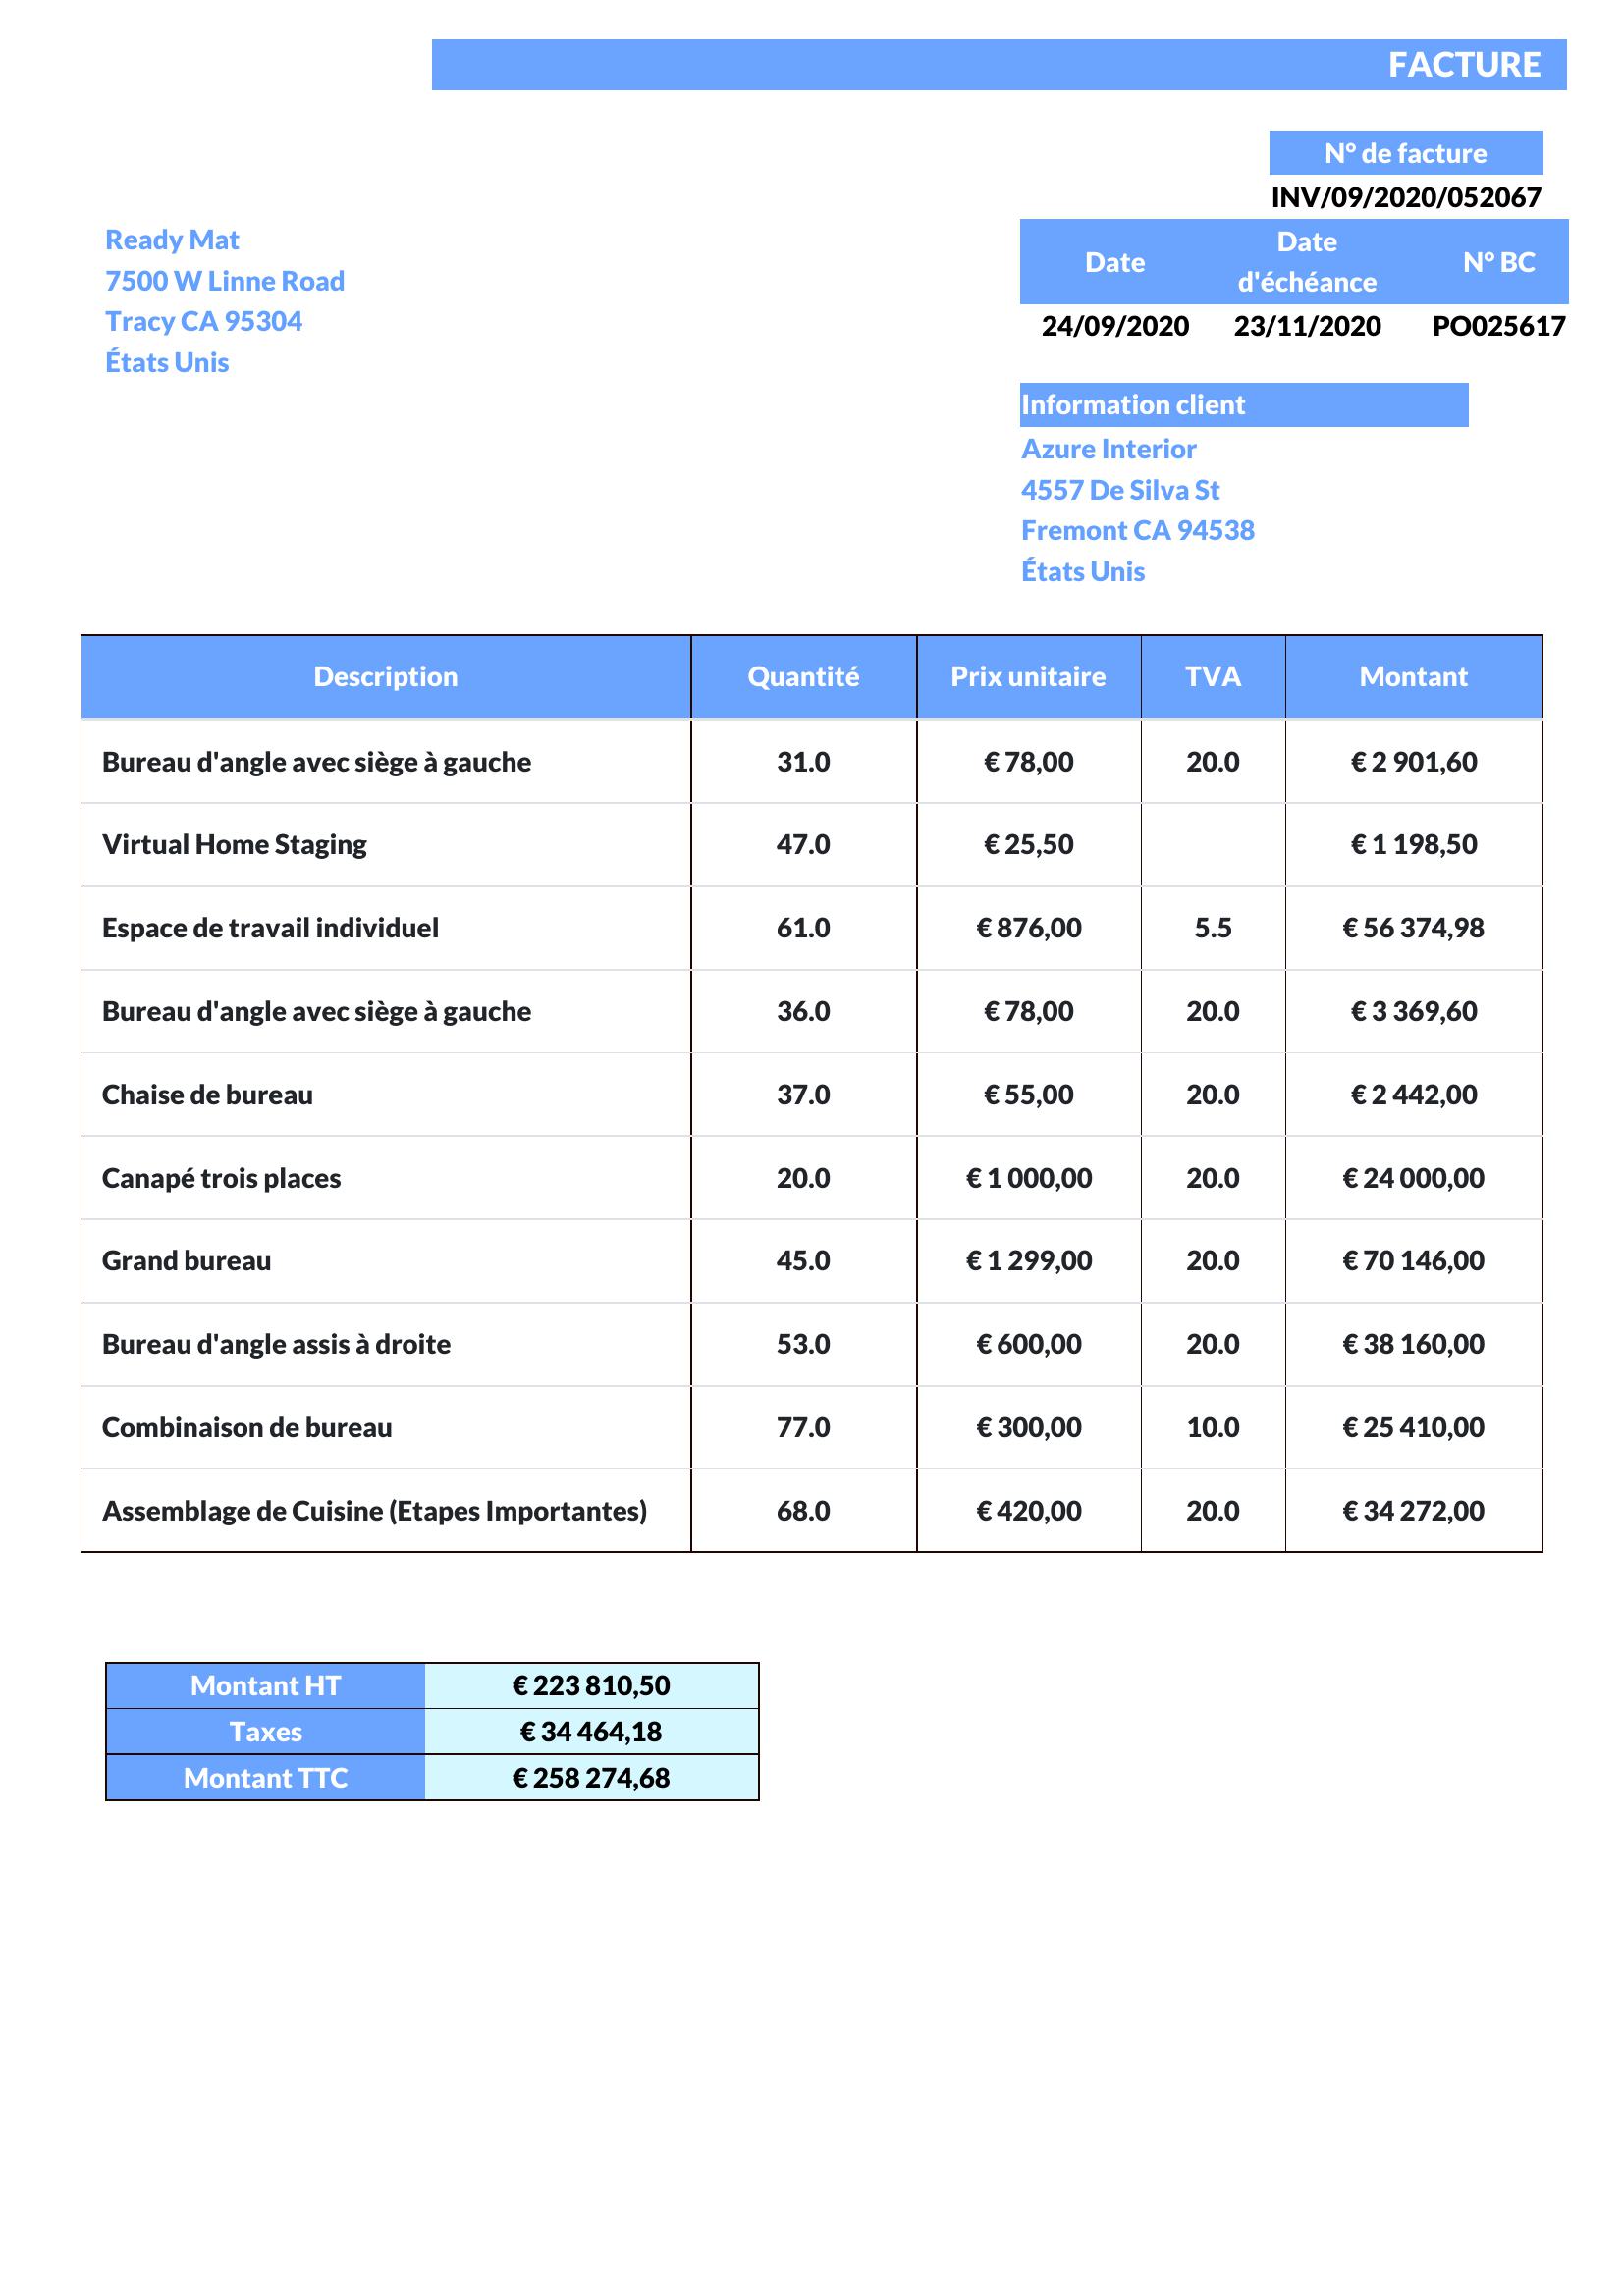 FACTURE
N° de facture
INV/09/2020/052067
Ready Mat
7500 W Linne Road
Tracy CA 95304
États Unis
Date Date d'échéance N° BC
24/09/2020 23/11/2020 PO025617
Information client
Azure Interior
4557 De Silva St
Fremont CA 94538
États Unis
Description Quantité Prix unitaire TVA Montant
Bureau d'angle avec siège à gauche 31.0 € 78,00 20.0 € 2 901,60
Virtual Home Staging 47.0 € 25,50 € 1 198,50
Espace de travail individuel 61.0 € 876,00 5.5 € 56 374,98
Bureau d'angle avec siège à gauche 36.0 € 78,00 20.0 € 3 369,60
Chaise de bureau 37.0 € 55,00 20.0 € 2 442,00
Canapé trois places 20.0 € 1 000,00 20.0 € 24 000,00
Grand bureau 45.0 € 1 299,00 20.0 € 70 146,00
Bureau d'angle assis à droite 53.0 € 600,00 20.0 € 38 160,00
Combinaison de bureau 77.0 € 300,00 10.0 € 25 410,00
Assemblage de Cuisine (Etapes Importantes) 68.0 € 420,00 20.0 € 34 272,00
Montant HT € 223 810,50
Taxes € 34 464,18
Montant TTC € 258 274,68